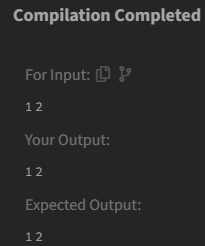 Compilation Completed
For Input:
1 2
Your Output:
1 2
Expected Output:
1 2